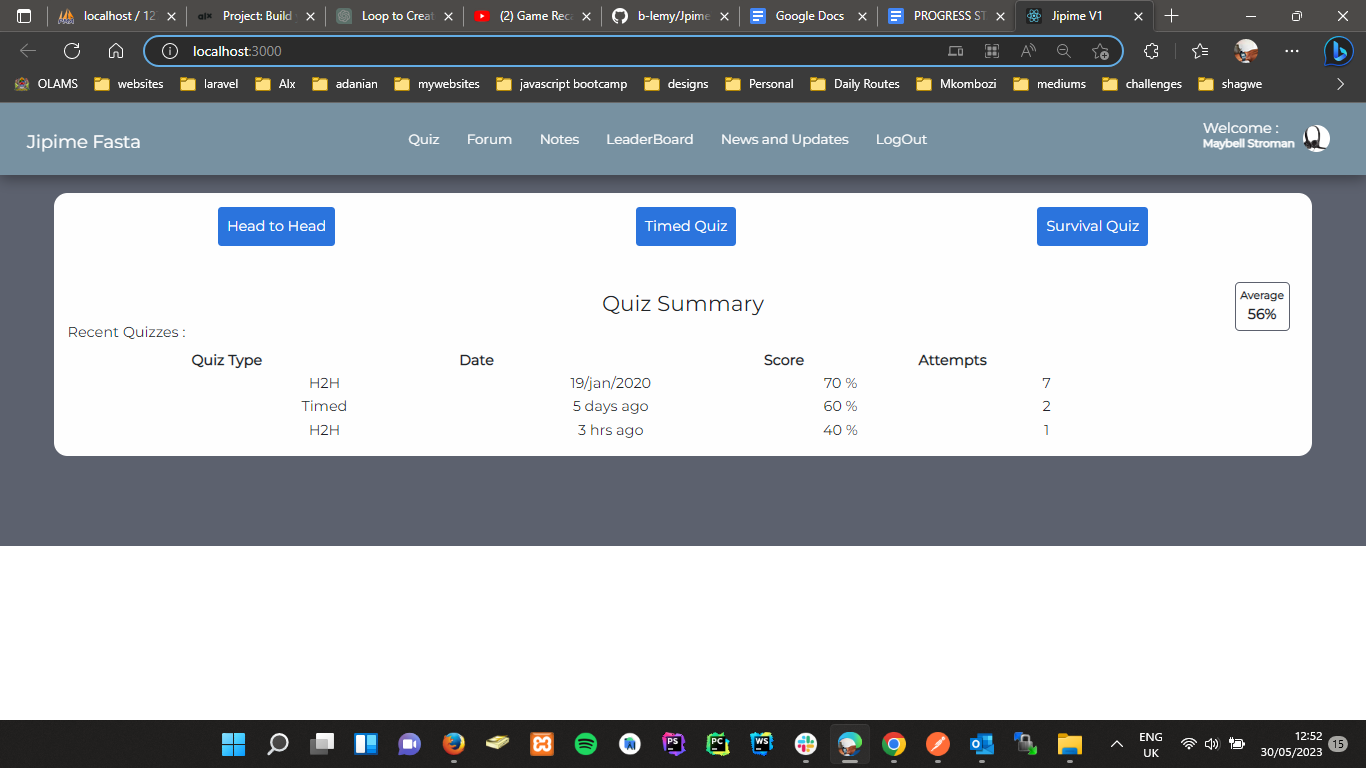 localhost / 12
Project: Build
Loop to Creat
(2) Game Reca
b-lemy/Jpime
Google Docs
PROGRESS ST
Jipime V1
localhost:3000
OLAMS
websites
laravel
Alx
adanian
mywebsites
javascript bootcamp
designs
Personal
Daily Routes
Mkombozi
mediums
challenges
shagwe
Jipime Fasta
Quiz
Forum
Notes
LeaderBoard
News and Updates
LogOut
Welcome :
Maybell Stroman
Head to Head
Timed Quiz
Survival Quiz
Quiz Summary
Average
56%
Recent Quizzes :
Quiz Type Date Score Attempts
H2H 19/jan/2020 70 % 7
Timed 5 days ago 60 % 2
H2H 3 hrs ago 40 % 1
ENG
UK
12:52
30/05/2023
15